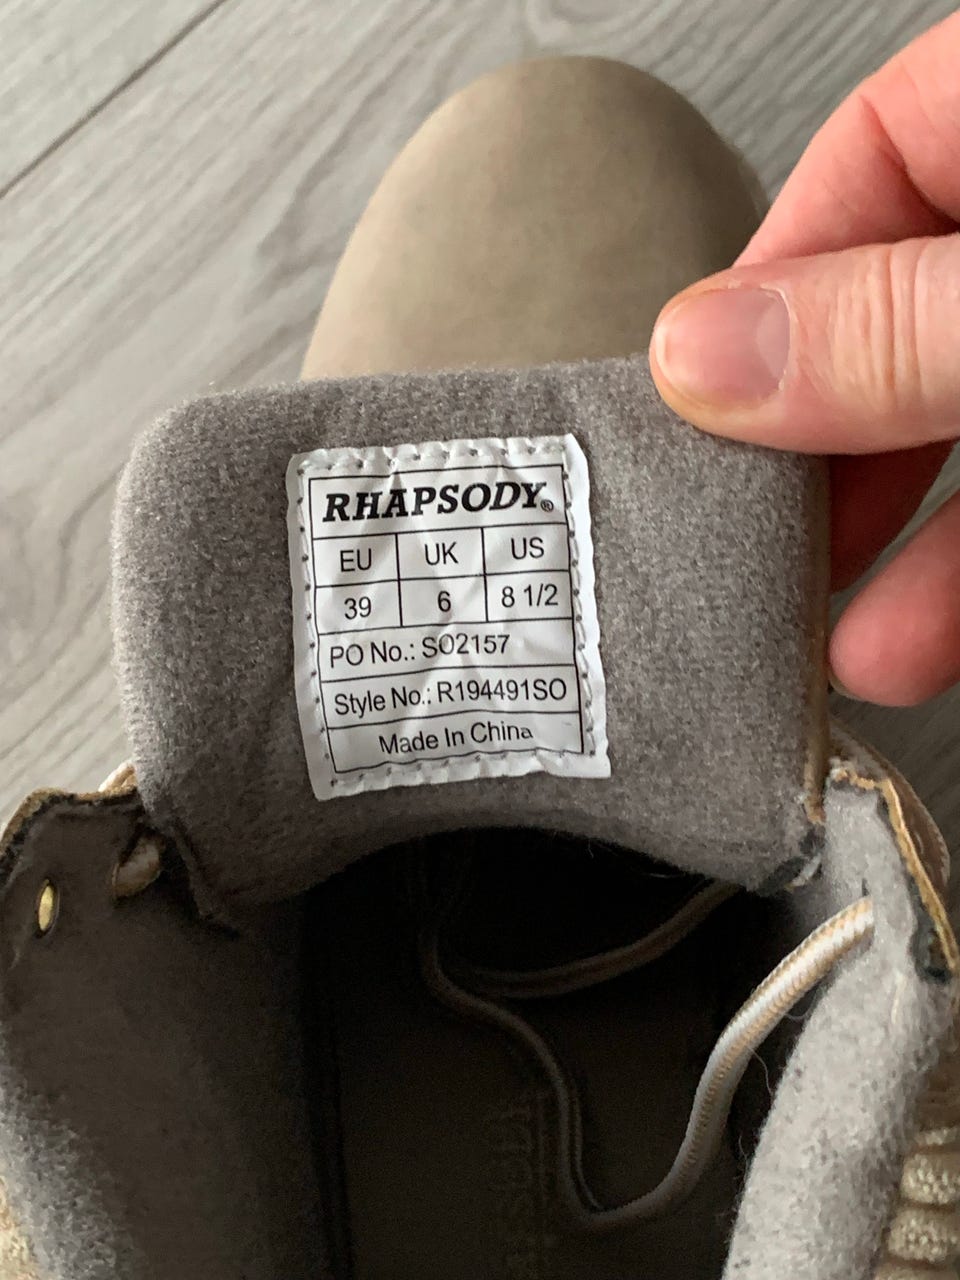 RHAPSODY®
EU UK US
39 6 8 1/2
PO No.: SO2157
Style No.: R194491SO
Made In China